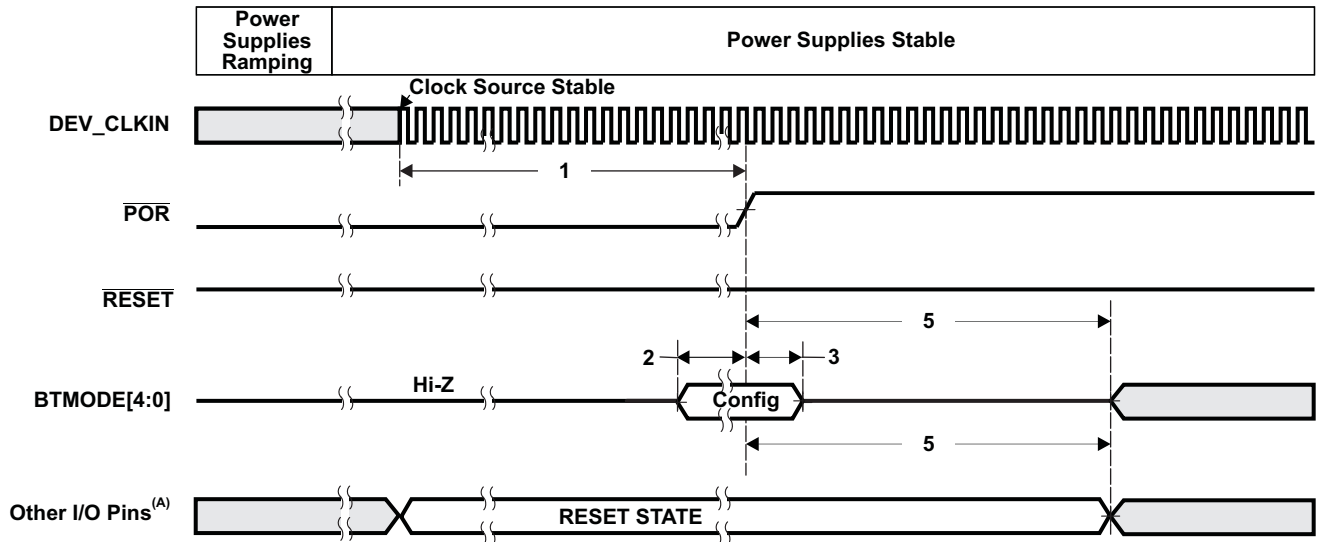 Power
Supplies
Ramping
Power Supplies Stable
Clock Source Stable
DEV_CLKIN
1
POR
RESET
5
2
3
Hi-Z
BTMODE[4:0]
Config
5
Other I/O Pins(A)
RESET STATE